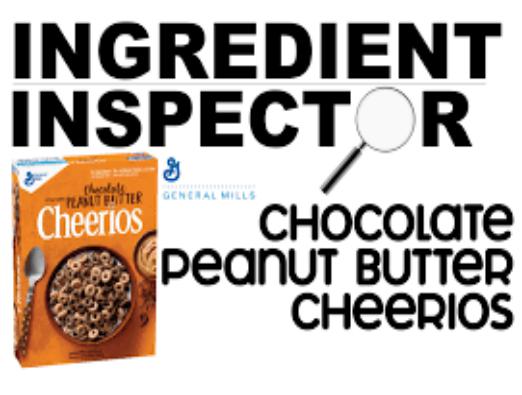 INGREDIENT
INSPECTOR
GENERAL MILLS
CHOCOLATE
PEANUT BUTTER
CHEERIOS
Chocolate
PEANUT BUTTER
Cheerios